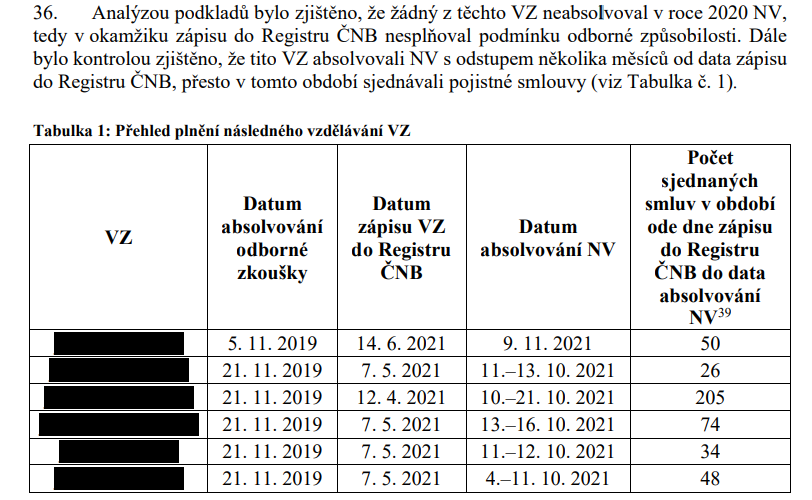 36. Analýzou podkladů bylo zjištěno, že žádný z těchto VZ neabsolvoval v roce 2020 NV,
tedy v okamžiku zápisu do Registru ČNB nesplňoval podmínku odborné způsobilosti. Dále
bylo kontrolou zjištěno, že tito VZ absolvovali NV s odstupem několika měsíců od data zápisu
do Registru ČNB, přesto v tomto období sjednávali pojistné smlouvy (viz Tabulka č. 1).
Tabulka 1: Přehled plnění následného vzdělávání VZ
VZ
Datum
absolvování
odborné
zkoušky
Datum
zápisu VZ
do Registru
ČNB
Datum
absolvování NV
Počet
sjednaných
smluv v období
ode dne zápisu
do Registru
ČNB do data
absolvování
NV39
5. 11. 2019 14. 6. 2021 9. 11. 2021 50
21. 11. 2019 7. 5. 2021 11.–13. 10. 2021 26
21. 11. 2019 12. 4. 2021 10.–21. 10. 2021 205
21. 11. 2019 7. 5. 2021 13.–16. 10. 2021 74
21. 11. 2019 7. 5. 2021 11.–12. 10. 2021 34
21. 11. 2019 7. 5. 2021 4.–11. 10. 2021 48